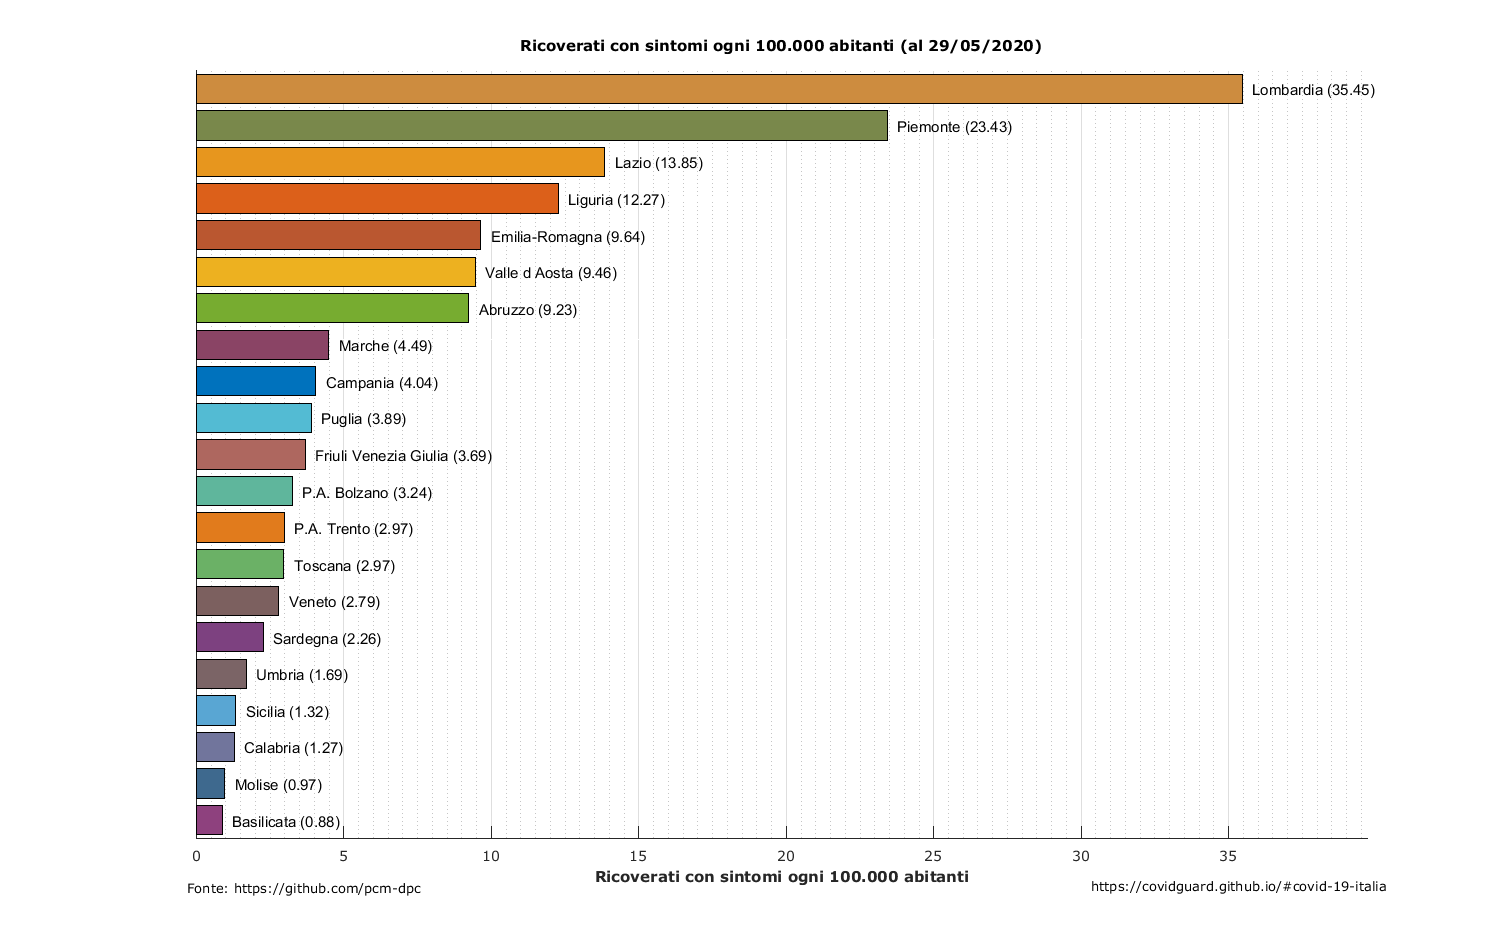 Ricoverati con sintomi ogni 100.000 abitanti (al 29/05/2020)
Lombardia (35.45)
Piemonte (23.43)
Lazio (13.85)
Liguria (12.27)
Emilia-Romagna (9.64)
Valle d Aosta (9.46)
Abruzzo (9.23)
Marche (4.49)
Campania (4.04)
Puglia (3.89)
Friuli Venezia Giulia (3.69)
P.A. Bolzano (3.24)
P.A. Trento (2.97)
Toscana (2.97)
Veneto (2.79)
Sardegna (2.26)
Umbria (1.69)
Sicilia (1.32)
Calabria (1.27)
Molise (0.97)
Basilicata (0.88)
0 5 10 15 20 25 30 35
Ricoverati con sintomi ogni 100.000 abitanti
Fonte: https://github.com/pcm-dpc
https://covidguard.github.io/#covid-19-italia